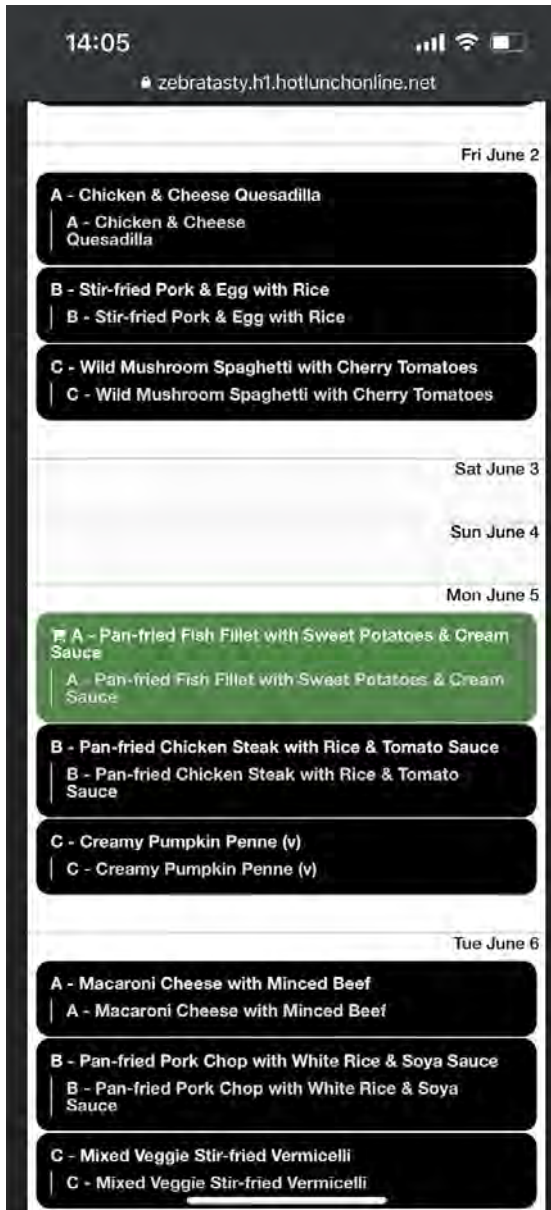 14:05
zebratasty.h1.hotlunchonline.net
Fri June 2
A - Chicken & Cheese Quesadilla
A - Chicken & Cheese
Quesadilla
B - Stir-fried Pork & Egg with Rice
B - Stir-fried Pork & Egg with Rice
C - Wild Mushroom Spaghetti with Cherry Tomatoes
C - Wild Mushroom Spaghetti with Cherry Tomatoes
Sat June 3
Sun June 4
Mon June 5
A - Pan-fried Fish Fillet with Sweet Potatoes & Cream
Sauce
A - Pan-fried Fish Fillet with Sweet Potatoes & Cream
Sauce
B - Pan-fried Chicken Steak with Rice & Tomato Sauce
B - Pan-fried Chicken Steak with Rice & Tomato
Sauce
C - Creamy Pumpkin Penne (v)
C - Creamy Pumpkin Penne (v)
Tue June 6
A - Macaroni Cheese with Minced Beef
A - Macaroni Cheese with Minced Beef
B - Pan-fried Pork Chop with White Rice & Soya Sauce
B - Pan-fried Pork Chop with White Rice & Soya
Sauce
C - Mixed Veggie Stir-fried Vermicelli
C - Mixed Veggie Stir-fried Vermicelli